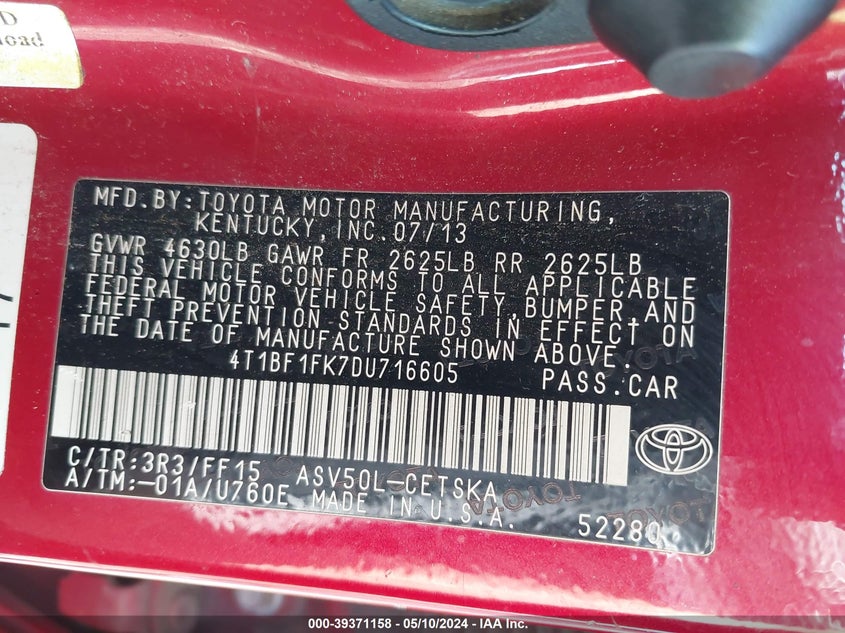 D
oad
MFD.BY:TOYOTA MOTOR MANUFACTURING,
KENTUCKY, INC. 07/13
GVWR 4630LB GAWR FR 2625LB RR 2625LB
THIS VEHICLE CONFORMS TO ALL APPLICABLE
FEDERAL MOTOR VEHICLE SAFETY, BUMPER, AND
THEFT PREVENTION STANDARDS IN EFFECT ON
THE DATE OF MANUFACTURE SHOWN ABOVE.
4T1BF1FK7DU716605 PASS.CAR
C/TR:3R3/FF15 ASV50L-CETSKA
A/TM:-01A/U760E MADE IN U.S.A. 52280
000-39371158 - 05/10/2024 - IAA Inc.